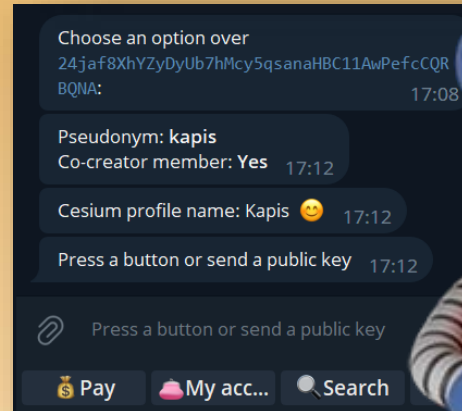 Choose an option over
24jaf8XhYZyDyUb7hMcy5qsanaHBC11AwPefcCQR
BQNA:
17:08
Pseudonym: kapis
Co-creator member: Yes
17:12
Cesium profile name: Kapis 😊
17:12
Press a button or send a public key
17:12
Press a button or send a public key
💰 Pay
👛My acc...
🔍Search